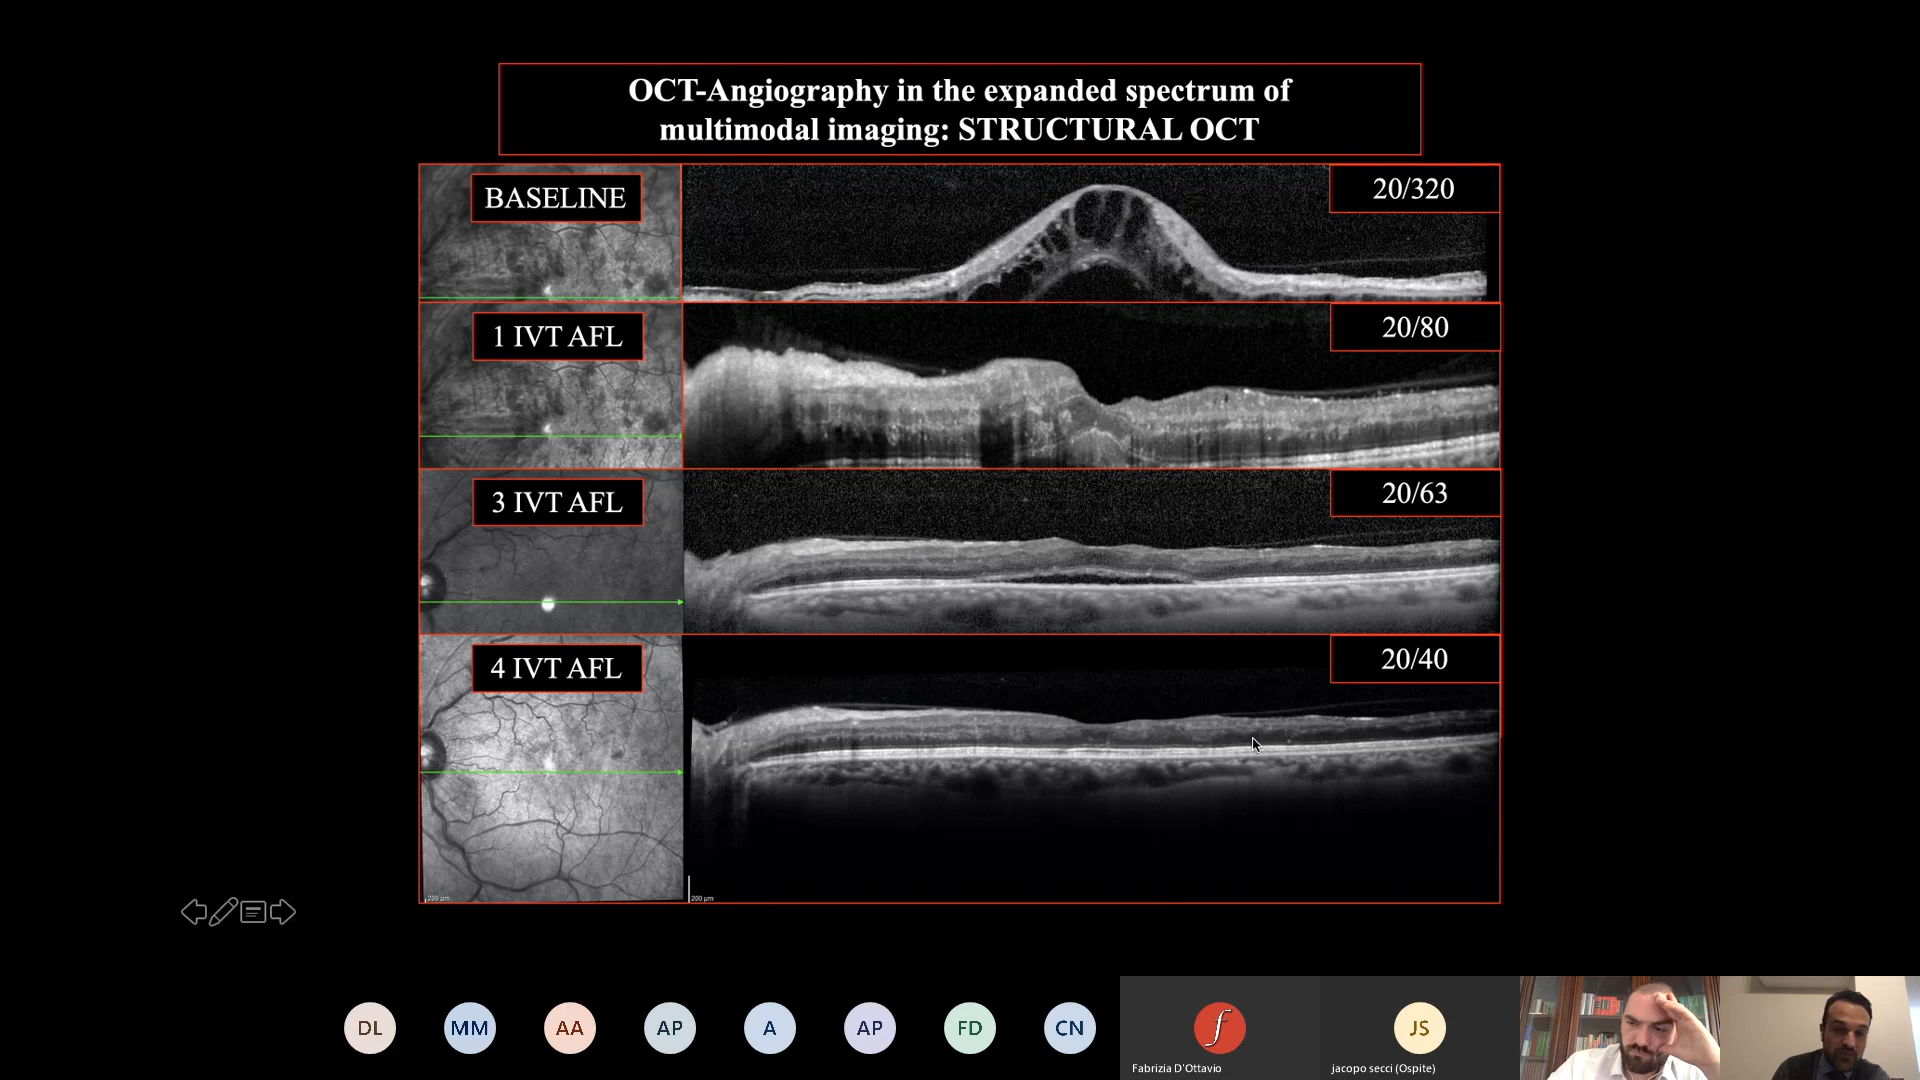 OCT-Angiography in the expanded spectrum of
multimodal imaging: STRUCTURAL OCT
BASELINE
20/320
1 IVT AFL
20/80
3 IVT AFL
20/63
4 IVT AFL
20/40
200 µm
200 µm
DL
MM
AA
AP
A
AP
FD
CN
f
JS
Fabrizia D'Ottavio
jacopo secci (Ospite)